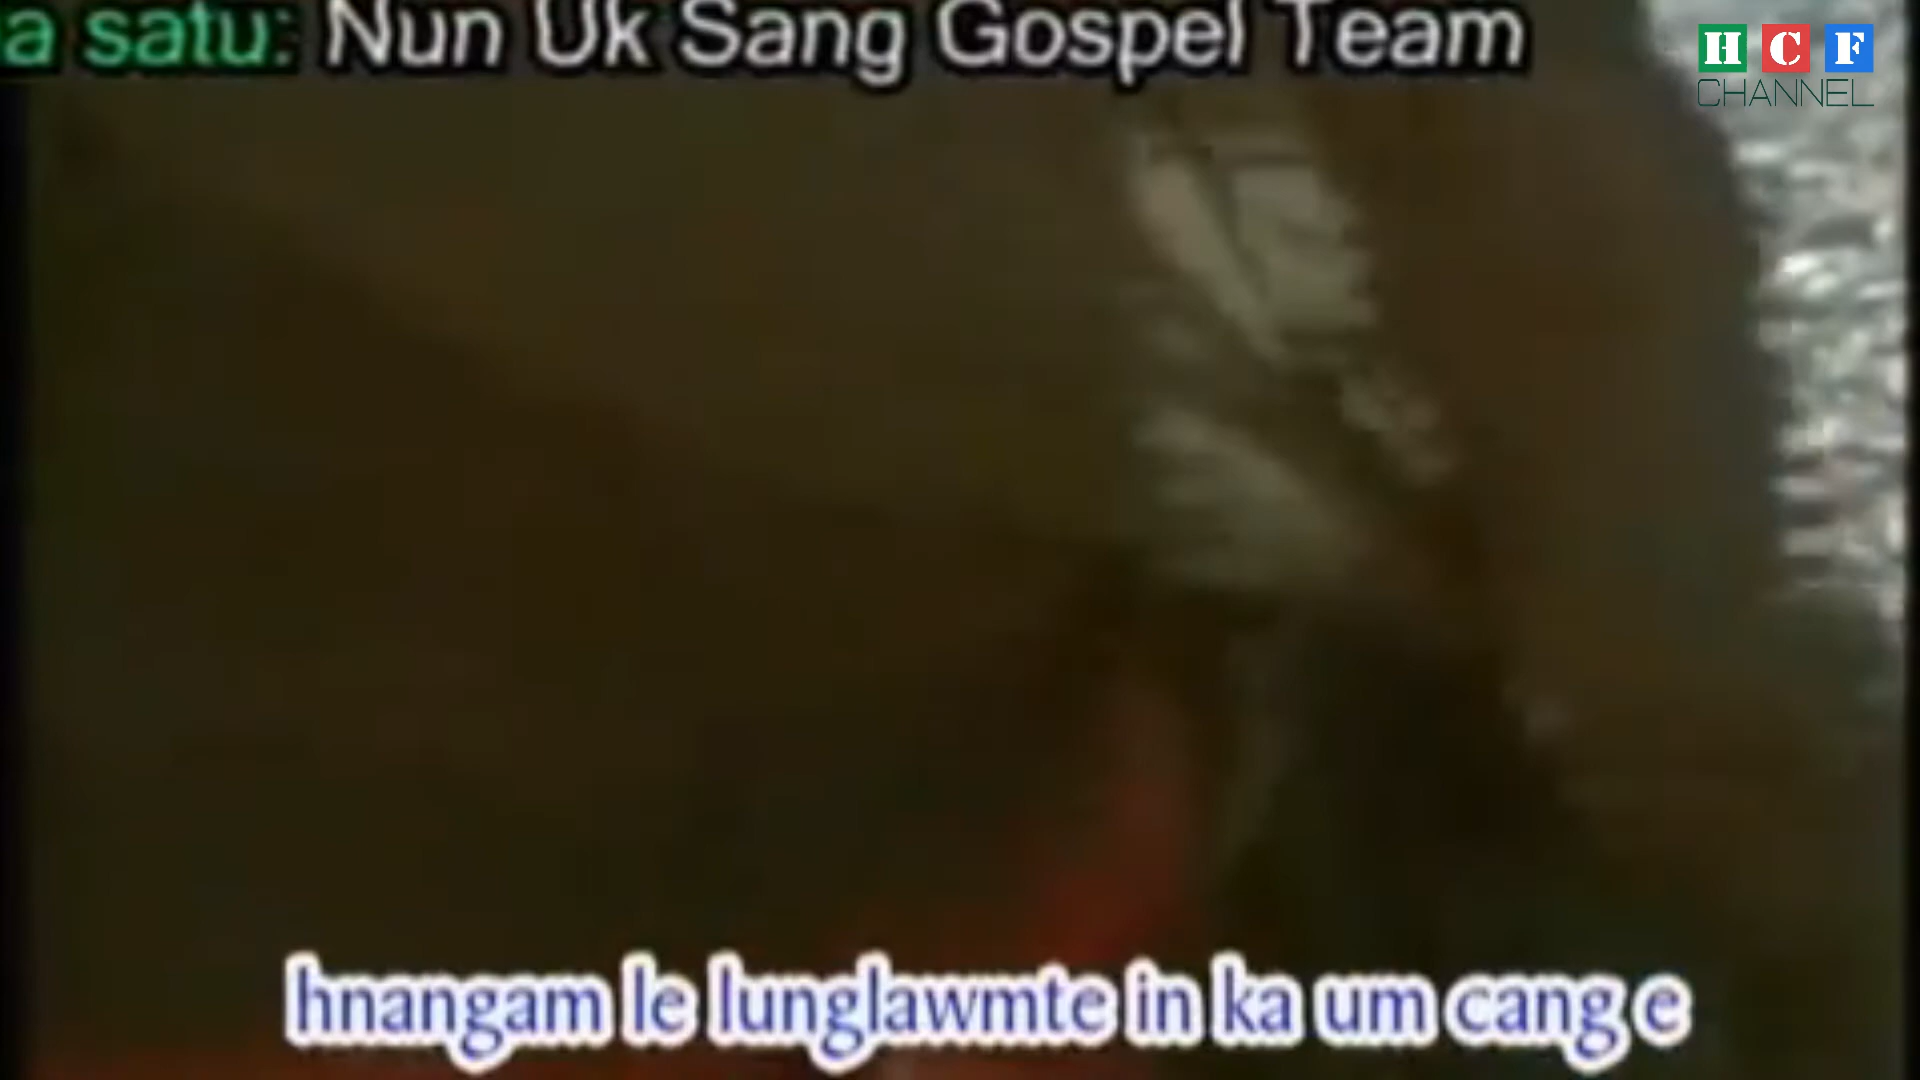 a satu: Nun Uk Sang Gospel Team
HCF
CHANNEL
hnangam le lunglawmte in ka um cang e